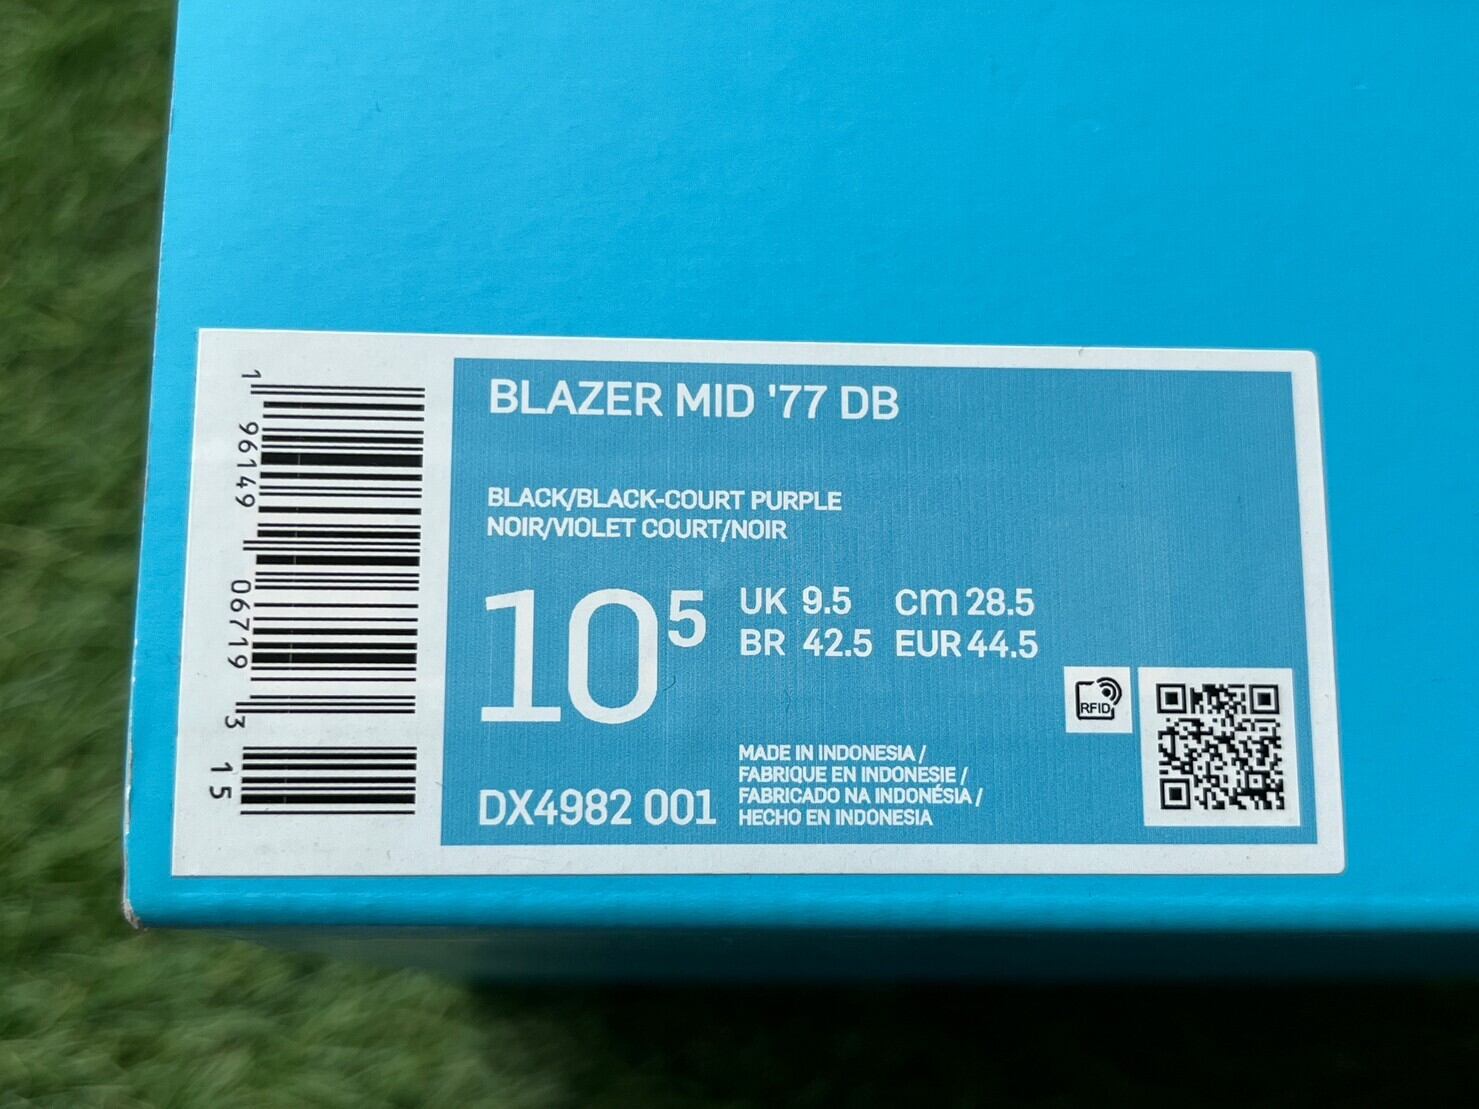 BLAZER MID '77 DB
BLACK/BLACK-COURT PURPLE
NOIR/VIOLET COURT/NOIR
10⁵
UK 9.5 cm 28.5
BR 42.5 EUR 44.5
RFID
MADE IN INDONESIA /
FABRIQUE EN INDONESIE /
FABRICADO NA INDONÉSIA /
HECHO EN INDONESIA
DX4982 001
1 96149 06719 3 15